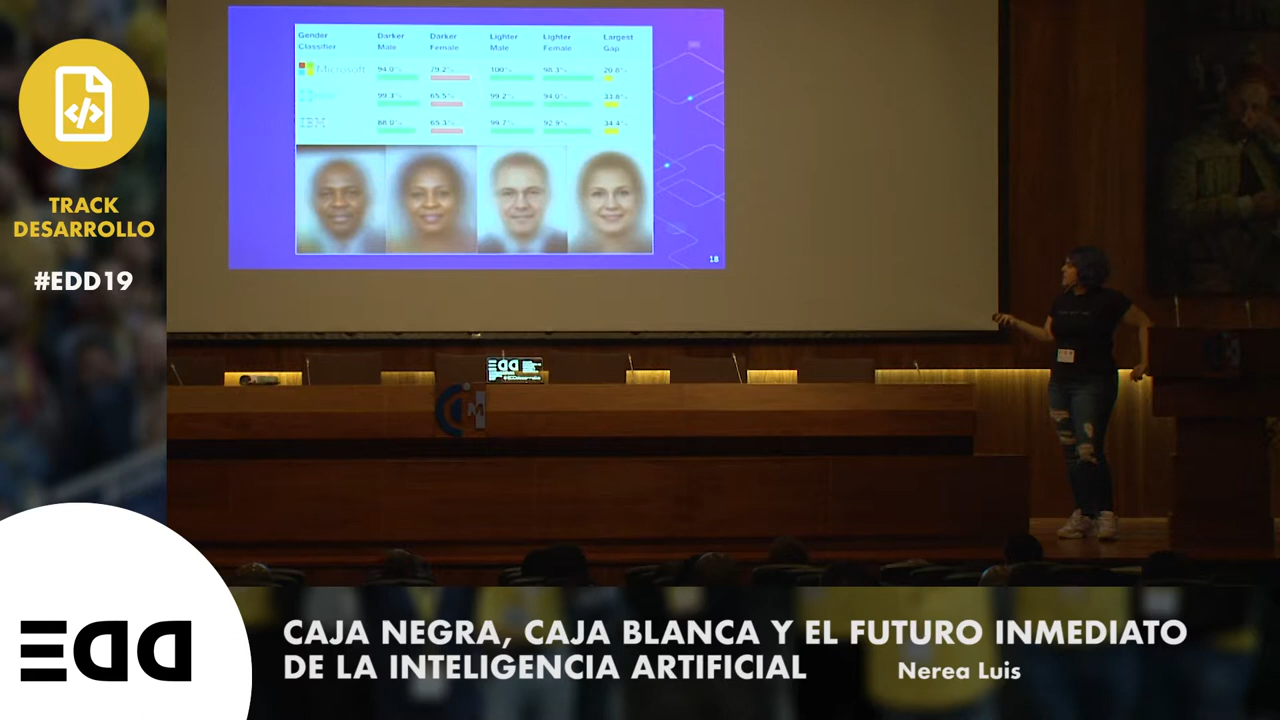 TRACK
DESARROLLO
#EDD19
Gender Classifier
Darker Male
Darker Female
Lighter Male
Lighter Female
Largest Gap
Microsoft 94.0% 79.2% 100% 98.3% 20.8%
99.3% 65.5% 99.2% 94.0% 33.8%
IBM 88.0% 65.3% 99.7% 92.9% 34.4%
18
EDD
CIM
EDD
CAJA NEGRA, CAJA BLANCA Y EL FUTURO INMEDIATO
DE LA INTELIGENCIA ARTIFICIAL
Nerea Luis